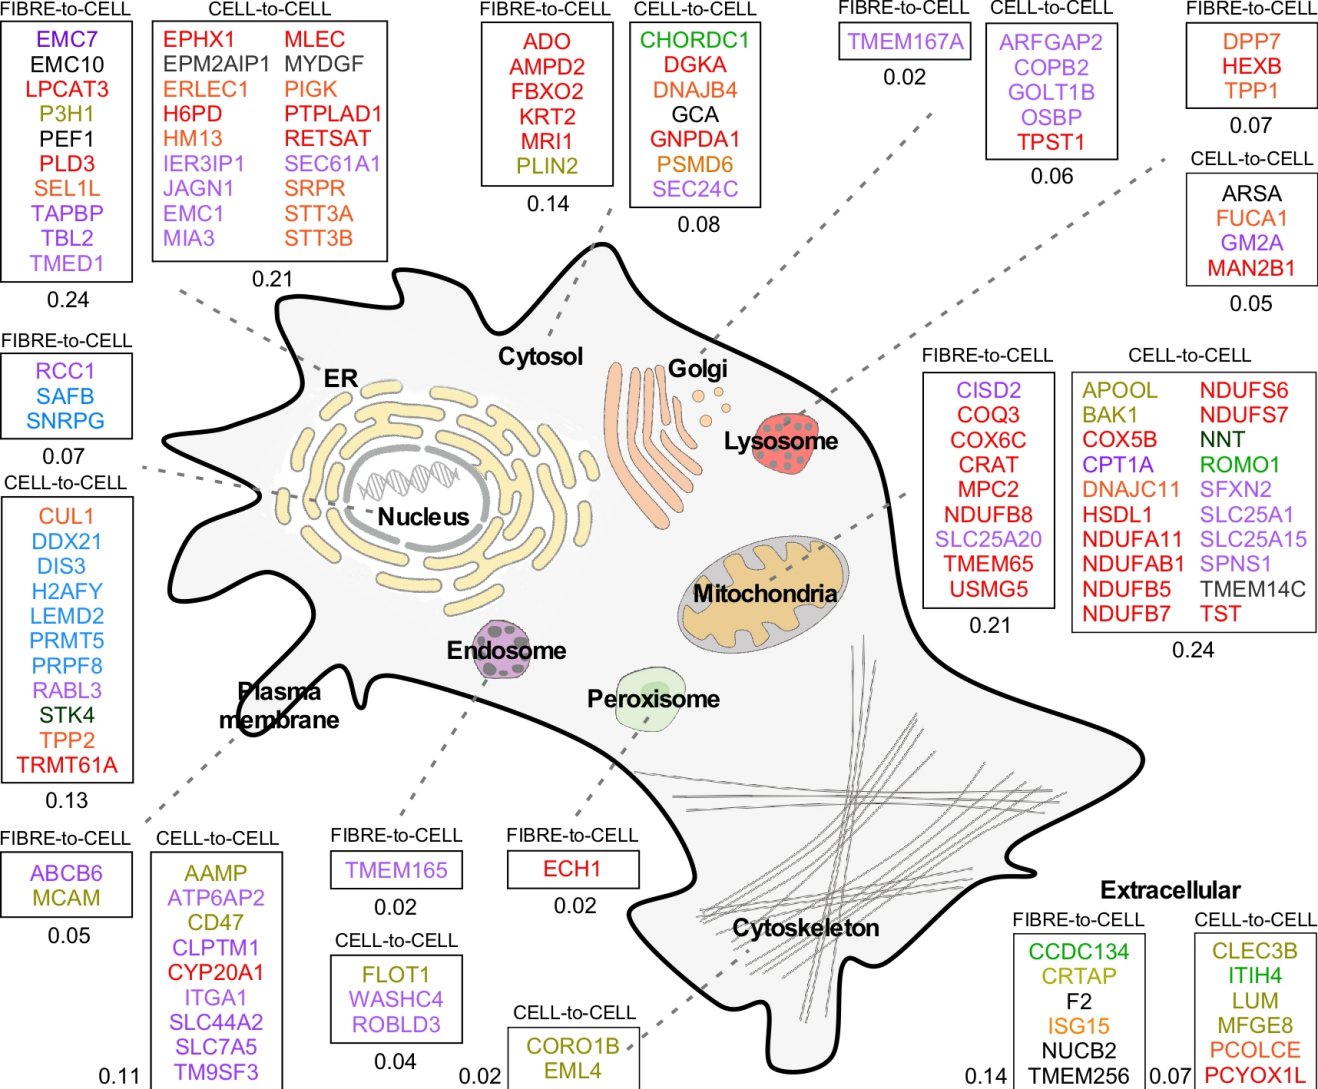 FIBRE-to-CELL
EMC7
EMC10
LPCAT3
P3H1
PEF1
PLD3
SEL1L
TAPBP
TBL2
TMED1
0.24
CELL-to-CELL
EPHX1 MLEC
EPM2AIP1 MYDGF
ERLEC1 PIGK
H6PD PTPLAD1
HM13 RETSAT
IER3IP1 SEC61A1
JAGN1 SRPR
EMC1 STT3A
MIA3 STT3B
0.21
FIBRE-to-CELL
ADO
AMPD2
FBXO2
KRT2
MRI1
PLIN2
0.14
CELL-to-CELL
CHORDC1
DGKA
DNAJB4
GCA
GNPDA1
PSMD6
SEC24C
0.08
FIBRE-to-CELL
TMEM167A
0.02
CELL-to-CELL
ARFGAP2
COPB2
GOLT1B
OSBP
TPST1
0.06
FIBRE-to-CELL
DPP7
HEXB
TPP1
0.07
CELL-to-CELL
ARSA
FUCA1
GM2A
MAN2B1
0.05
FIBRE-to-CELL
RCC1
SAFB
SNRPG
0.07
CELL-to-CELL
CUL1
DDX21
DIS3
H2AFY
LEMD2
PRMT5
PRPF8
RABL3
STK4
TPP2
TRMT61A
0.13
ER
Cytosol
Golgi
Lysosome
Nucleus
Mitochondria
Endosome
Peroxisome
Plasma
membrane
Cytoskeleton
FIBRE-to-CELL
CISD2
COQ3
COX6C
CRAT
MPC2
NDUFB8
SLC25A20
TMEM65
USMG5
0.21
CELL-to-CELL
APOOL NDUFS6
BAK1 NDUFS7
COX5B NNT
CPT1A ROMO1
DNAJC11 SFXN2
HSDL1 SLC25A1
NDUFA11 SLC25A15
NDUFAB1 SPNS1
NDUFB5 TMEM14C
NDUFB7 TST
0.24
FIBRE-to-CELL
ABCB6
MCAM
0.05
CELL-to-CELL
AAMP
ATP6AP2
CD47
CLPTM1
CYP20A1
ITGA1
SLC44A2
SLC7A5
TM9SF3
0.11
FIBRE-to-CELL
TMEM165
0.02
CELL-to-CELL
FLOT1
WASHC4
ROBLD3
0.04
FIBRE-to-CELL
ECH1
0.02
CELL-to-CELL
CORO1B
EML4
0.02
Extracellular
FIBRE-to-CELL
CCDC134
CRTAP
F2
ISG15
NUCB2
TMEM256
0.14
CELL-to-CELL
CLEC3B
ITIH4
LUM
MFGE8
PCOLCE
PCYOX1L
0.07